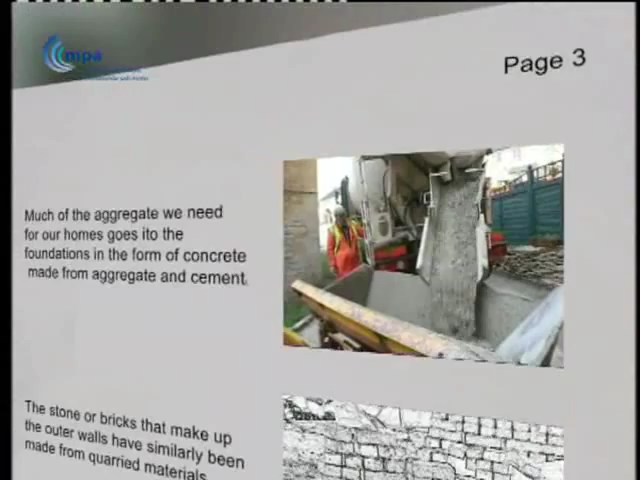 mpa
Page 3
Much of the aggregate we need
for our homes goes ito the
foundations in the form of concrete
made from aggregate and cement.
The stone or bricks that make up
the outer walls have similarly been
made from quarried materials.